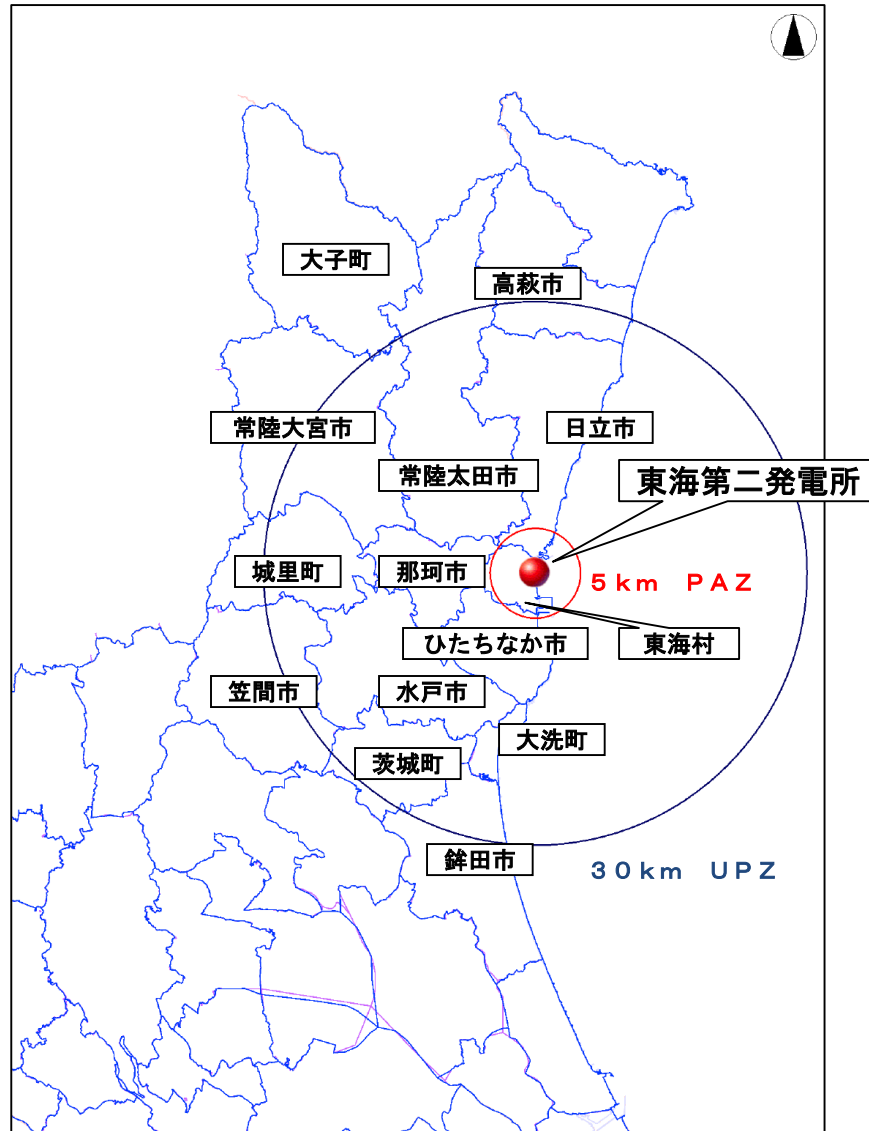 大子町
高萩市
常陸大宮市
日立市
常陸太田市
東海第二発電所
城里町
那珂市
5km PAZ
ひたちなか市
東海村
笠間市
水戸市
大洗町
茨城町
鉾田市
30km UPZ